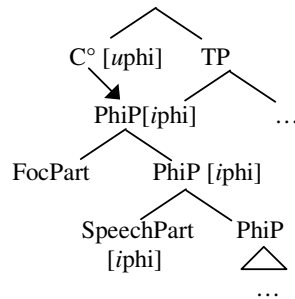 C° [uphi] TP
PhiP[iphi] ...
FocPart PhiP [iphi]
SpeechPart PhiP
[iphi]
...